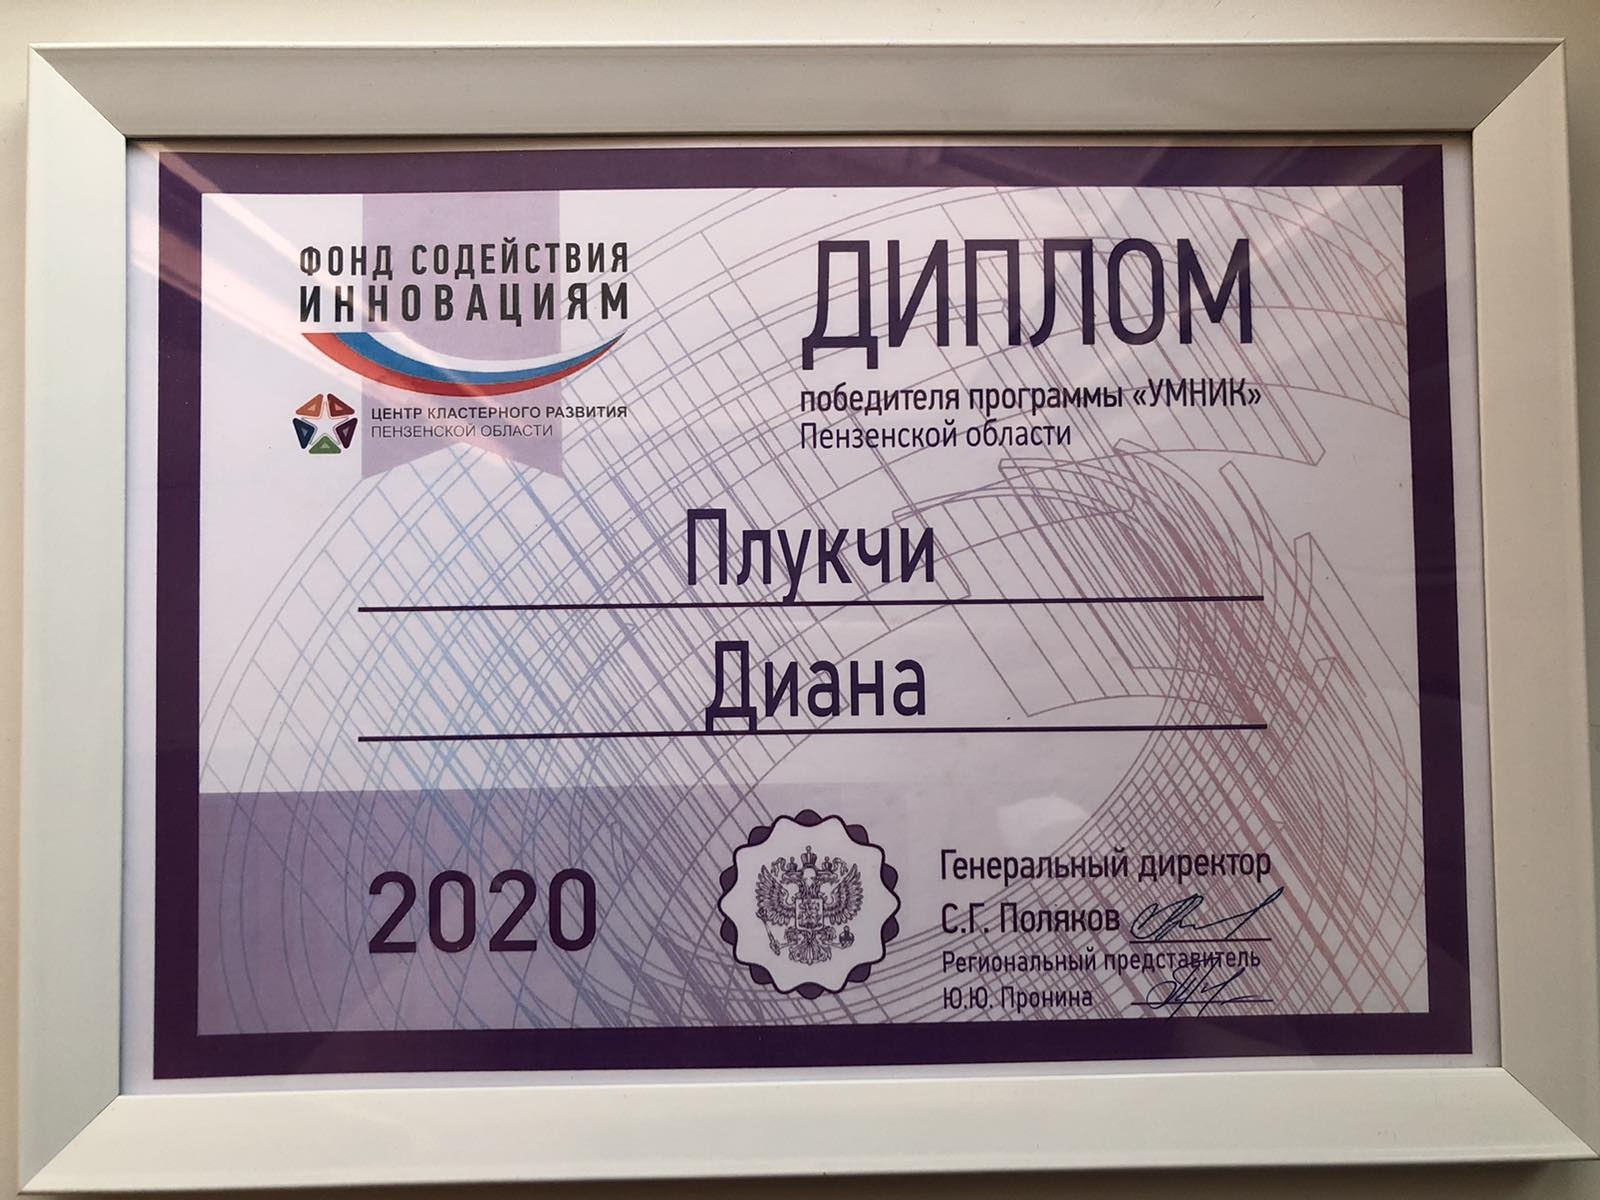 ФОНД СОДЕЙСТВИЯ
ИННОВАЦИЯМ
ЦЕНТР КЛАСТЕРНОГО РАЗВИТИЯ
ПЕНЗЕНСКОЙ ОБЛАСТИ
ДИПЛОМ
победителя программы «УМНИК»
Пензенской области
Плукчи
Диана
2020
Генеральный директор
С.Г. Поляков
Региональный представитель
Ю.Ю. Пронина